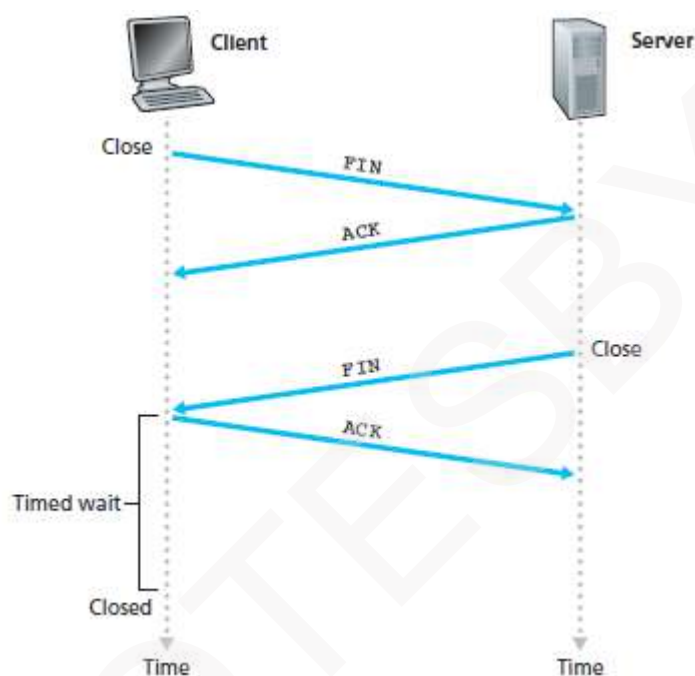 Client
Server
Close
FIN
ACK
Close
FIN
ACK
Timed wait
Closed
Time
Time